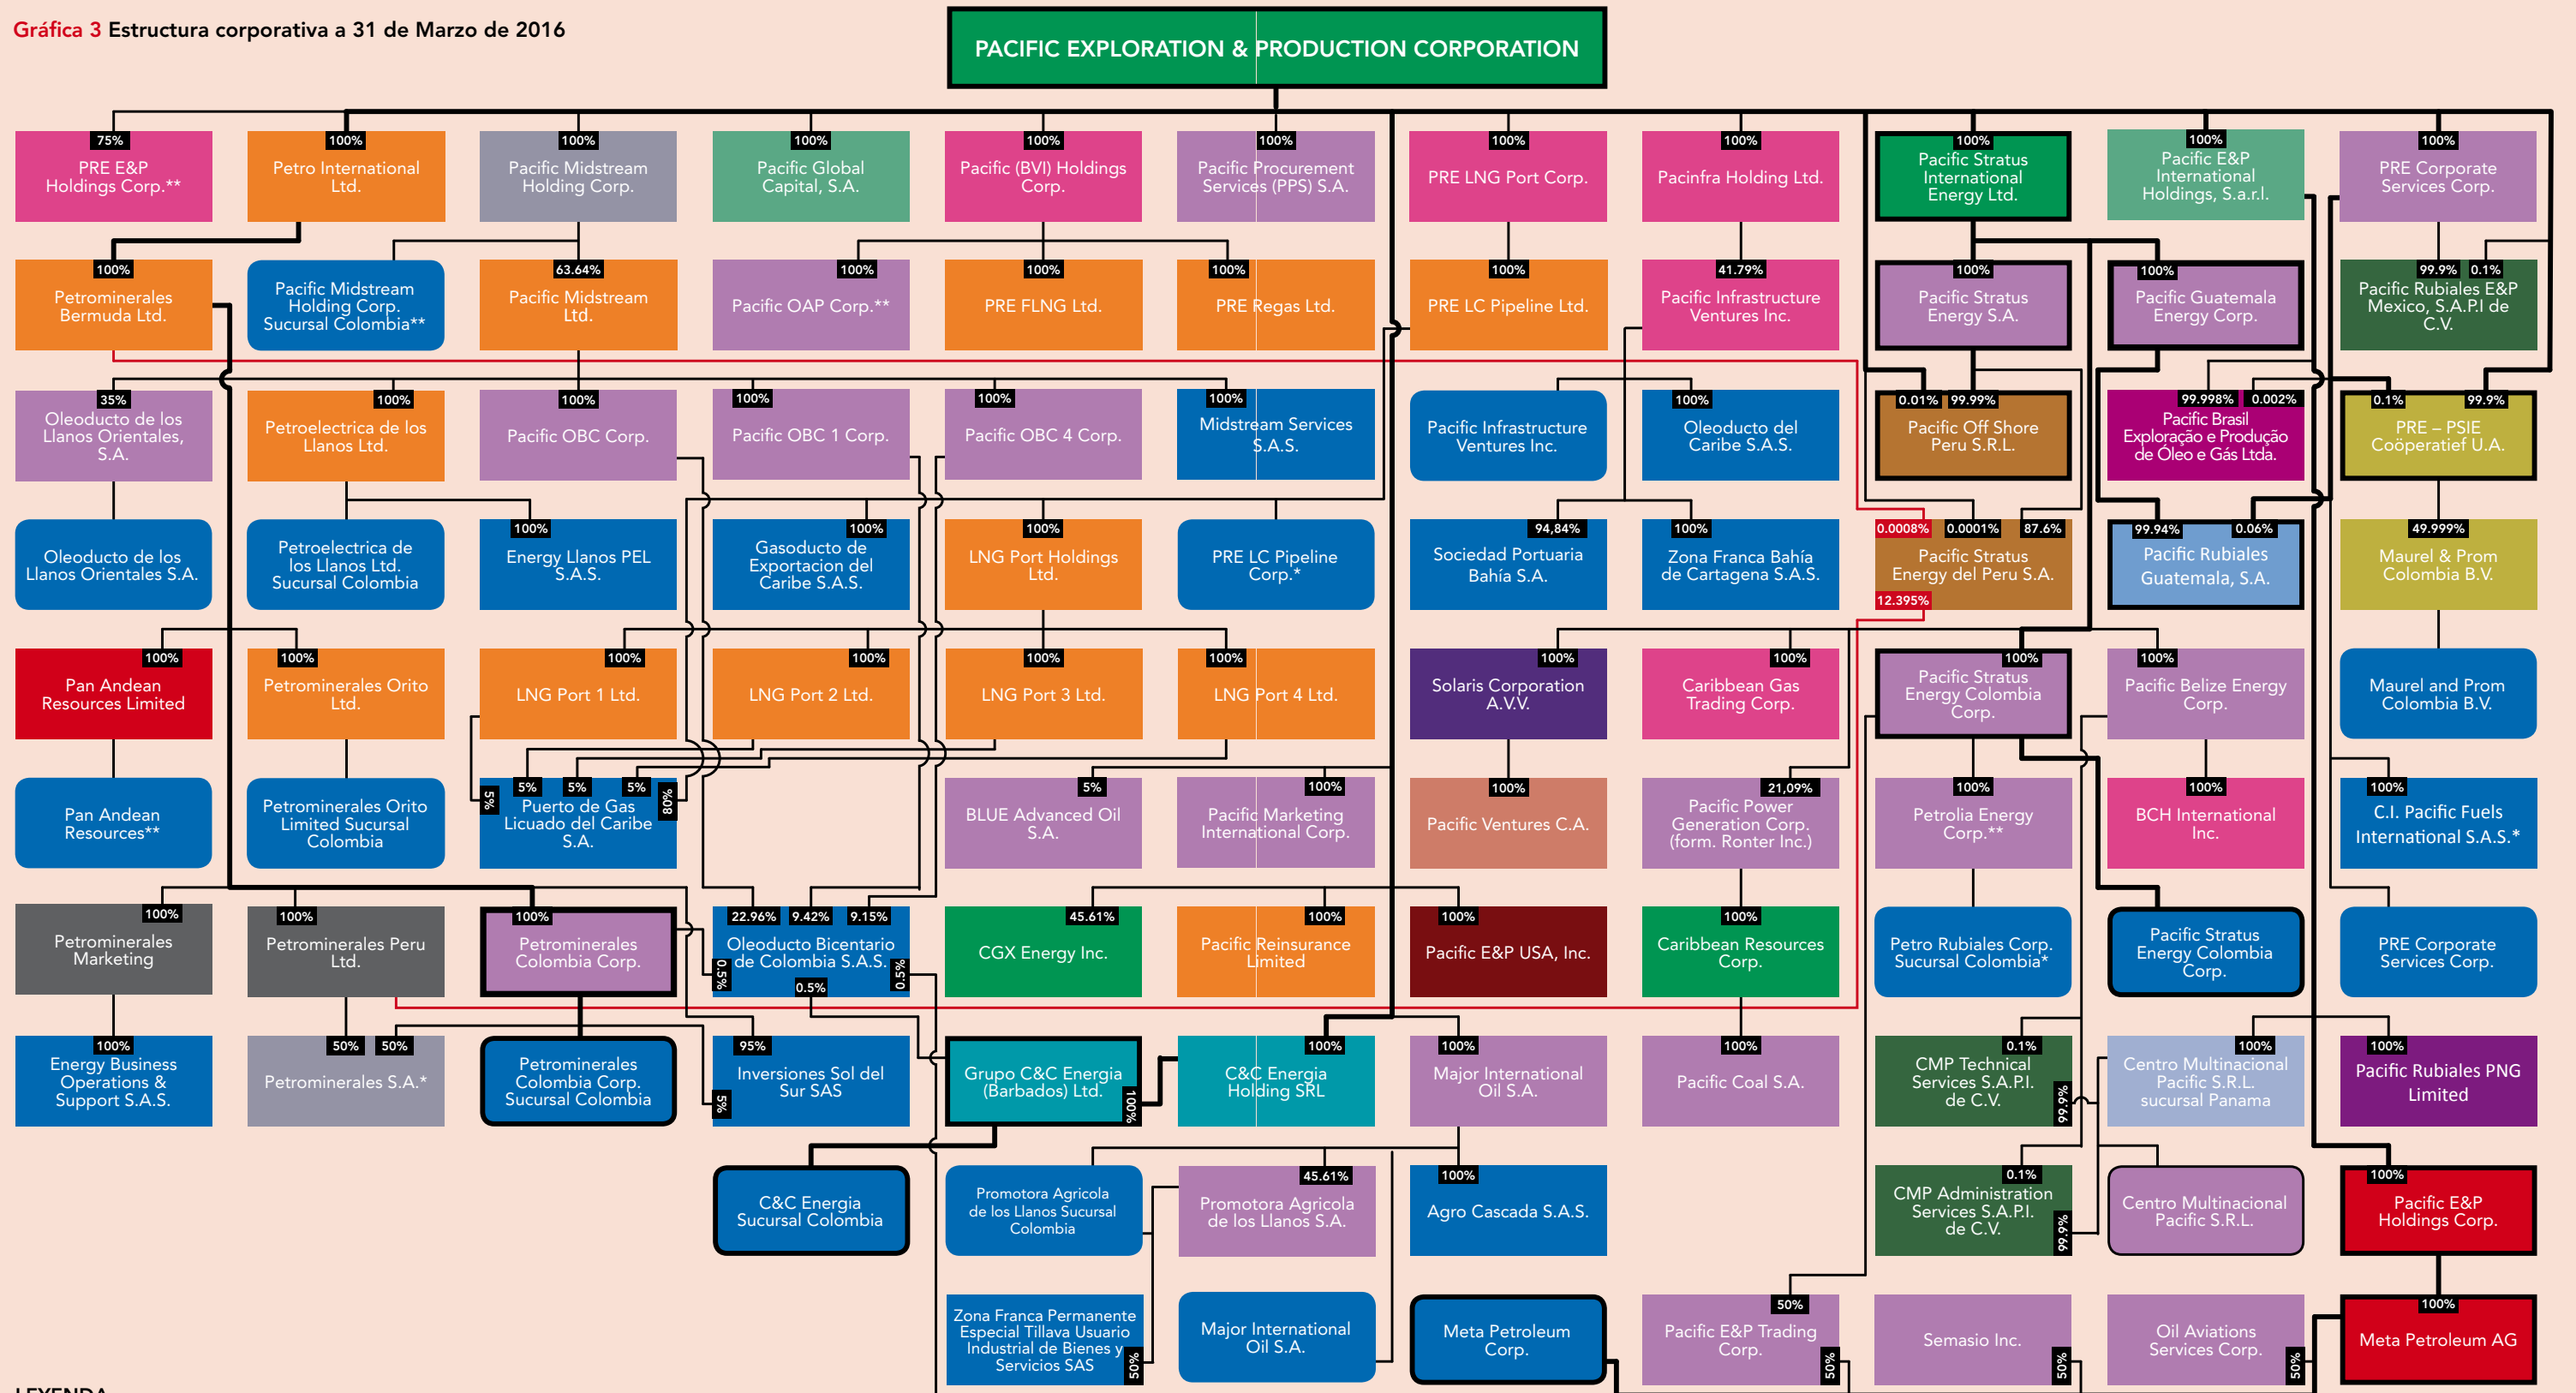 Gráfica 3 Estructura corporativa a 31 de Marzo de 2016
PACIFIC EXPLORATION & PRODUCTION CORPORATION
75%
PRE E&P
Holdings Corp.**
100%
Petro International
Ltd.
100%
Pacific Midstream
Holding Corp.
100%
Pacific Global
Capital, S.A.
100%
Pacific (BVI) Holdings
Corp.
100%
Pacific Procurement
Services (PPS) S.A.
100%
PRE LNG Port Corp.
100%
Pacinfra Holding Ltd.
100%
Pacific Stratus
International
Energy Ltd.
100%
Pacific E&P
International
Holdings, S.a.r.l.
100%
PRE Corporate
Services Corp.
100%
Petrominerales
Bermuda Ltd.
Pacific Midstream
Holding Corp.
Sucursal Colombia**
63.64%
Pacific Midstream
Ltd.
100%
Pacific OAP Corp.**
100%
PRE FLNG Ltd.
100%
PRE Regas Ltd.
100%
PRE LC Pipeline Ltd.
41.79%
Pacific Infrastructure
Ventures Inc.
100%
Pacific Stratus
Energy S.A.
100%
Pacific Guatemala
Energy Corp.
99.9% 0.1%
Pacific Rubiales E&P
Mexico, S.A.P.I de
C.V.
35%
Oleoducto de los
Llanos Orientales,
S.A.
100%
Petroelectrica de los
Llanos Ltd.
100%
Pacific OBC Corp.
100%
Pacific OBC 1 Corp.
100%
Pacific OBC 4 Corp.
100%
Midstream Services
S.A.S.
Pacific Infrastructure
Ventures Inc.
100%
Oleoducto del
Caribe S.A.S.
0.01% 99.99%
Pacific Off Shore
Peru S.R.L.
99.998% 0.002%
Pacific Brasil
Exploração e Produção
de Óleo e Gás Ltda.
0.1% 99.9%
PRE – PSIE
Coöperatief U.A.
Oleoducto de los
Llanos Orientales S.A.
Petroelectrica de
los Llanos Ltd.
Sucursal Colombia
100%
Energy Llanos PEL
S.A.S.
100%
Gasoducto de
Exportacion del
Caribe S.A.S.
100%
LNG Port Holdings
Ltd.
PRE LC Pipeline
Corp.*
94,84%
Sociedad Portuaria
Bahía S.A.
100%
Zona Franca Bahía
de Cartagena S.A.S.
0.0008% 0.0001% 87.6%
Pacific Stratus
Energy del Peru S.A.
12.395%
99.94% 0.06%
Pacific Rubiales
Guatemala, S.A.
49.999%
Maurel & Prom
Colombia B.V.
100%
Pan Andean
Resources Limited
100%
Petrominerales Orito
Ltd.
100%
LNG Port 1 Ltd.
100%
LNG Port 2 Ltd.
100%
LNG Port 3 Ltd.
100%
LNG Port 4 Ltd.
100%
Solaris Corporation
A.V.V.
100%
Caribbean Gas
Trading Corp.
100%
Pacific Stratus
Energy Colombia
Corp.
100%
Pacific Belize Energy
Corp.
Maurel and Prom
Colombia B.V.
Pan Andean
Resources**
Petrominerales Orito
Limited Sucursal
Colombia
5% 5% 5% 5% 80%
Puerto de Gas
Licuado del Caribe
S.A.
5%
BLUE Advanced Oil
S.A.
100%
Pacific Marketing
International Corp.
100%
Pacific Ventures C.A.
21,09%
Pacific Power
Generation Corp.
(form. Ronter Inc.)
100%
Petrolia Energy
Corp.**
100%
BCH International
Inc.
100%
C.I. Pacific Fuels
International S.A.S.*
100%
Petrominerales
Marketing
100%
Petrominerales Peru
Ltd.
100%
Petrominerales
Colombia Corp.
22.96% 9.42% 9.15%
Oleoducto Bicentario
de Colombia S.A.S.
0.5% 0.5% 0.5%
45.61%
CGX Energy Inc.
100%
Pacific Reinsurance
Limited
100%
Pacific E&P USA, Inc.
100%
Caribbean Resources
Corp.
Petro Rubiales Corp.
Sucursal Colombia*
Pacific Stratus
Energy Colombia
Corp.
PRE Corporate
Services Corp.
100%
Energy Business
Operations &
Support S.A.S.
50% 50%
Petrominerales S.A.*
Petrominerales
Colombia Corp.
Sucursal Colombia
95%
Inversiones Sol del
Sur SAS
5%
Grupo C&C Energia
(Barbados) Ltd.
100%
100%
C&C Energia
Holding SRL
100%
Major International
Oil S.A.
100%
Pacific Coal S.A.
0.1%
CMP Technical
Services S.A.P.I.
de C.V.
99.9%
100%
Centro Multinacional
Pacific S.R.L.
sucursal Panama
100%
Pacific Rubiales PNG
Limited
C&C Energia
Sucursal Colombia
Promotora Agricola
de los Llanos Sucursal
Colombia
45.61%
Promotora Agricola
de los Llanos S.A.
100%
Agro Cascada S.A.S.
0.1%
CMP Administration
Services S.A.P.I.
de C.V.
99.9%
Centro Multinacional
Pacific S.R.L.
100%
Pacific E&P
Holdings Corp.
Zona Franca Permanente
Especial Tillava Usuario
Industrial de Bienes y
Servicios SAS
50%
Major International
Oil S.A.
Meta Petroleum
Corp.
50%
Pacific E&P Trading
Corp.
50%
Semasio Inc.
50%
Oil Aviations
Services Corp.
50%
100%
Meta Petroleum AG
LEYENDA